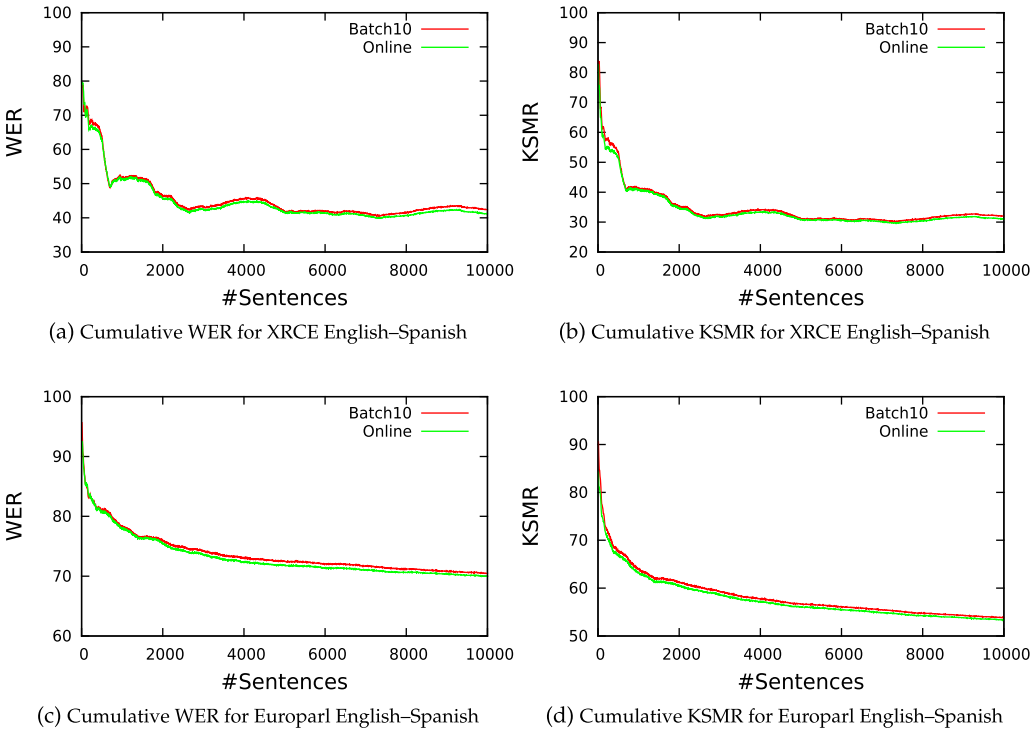 100
90
80
70
60
50
40
30
WER
Batch10
Online
0 2000 4000 6000 8000 10000
#Sentences
(a) Cumulative WER for XRCE English–Spanish
100
90
80
70
60
50
40
30
20
KSMR
Batch10
Online
0 2000 4000 6000 8000 10000
#Sentences
(b) Cumulative KSMR for XRCE English–Spanish
100
90
80
70
60
WER
Batch10
Online
0 2000 4000 6000 8000 10000
#Sentences
(c) Cumulative WER for Europarl English–Spanish
100
90
80
70
60
50
KSMR
Batch10
Online
0 2000 4000 6000 8000 10000
#Sentences
(d) Cumulative KSMR for Europarl English–Spanish